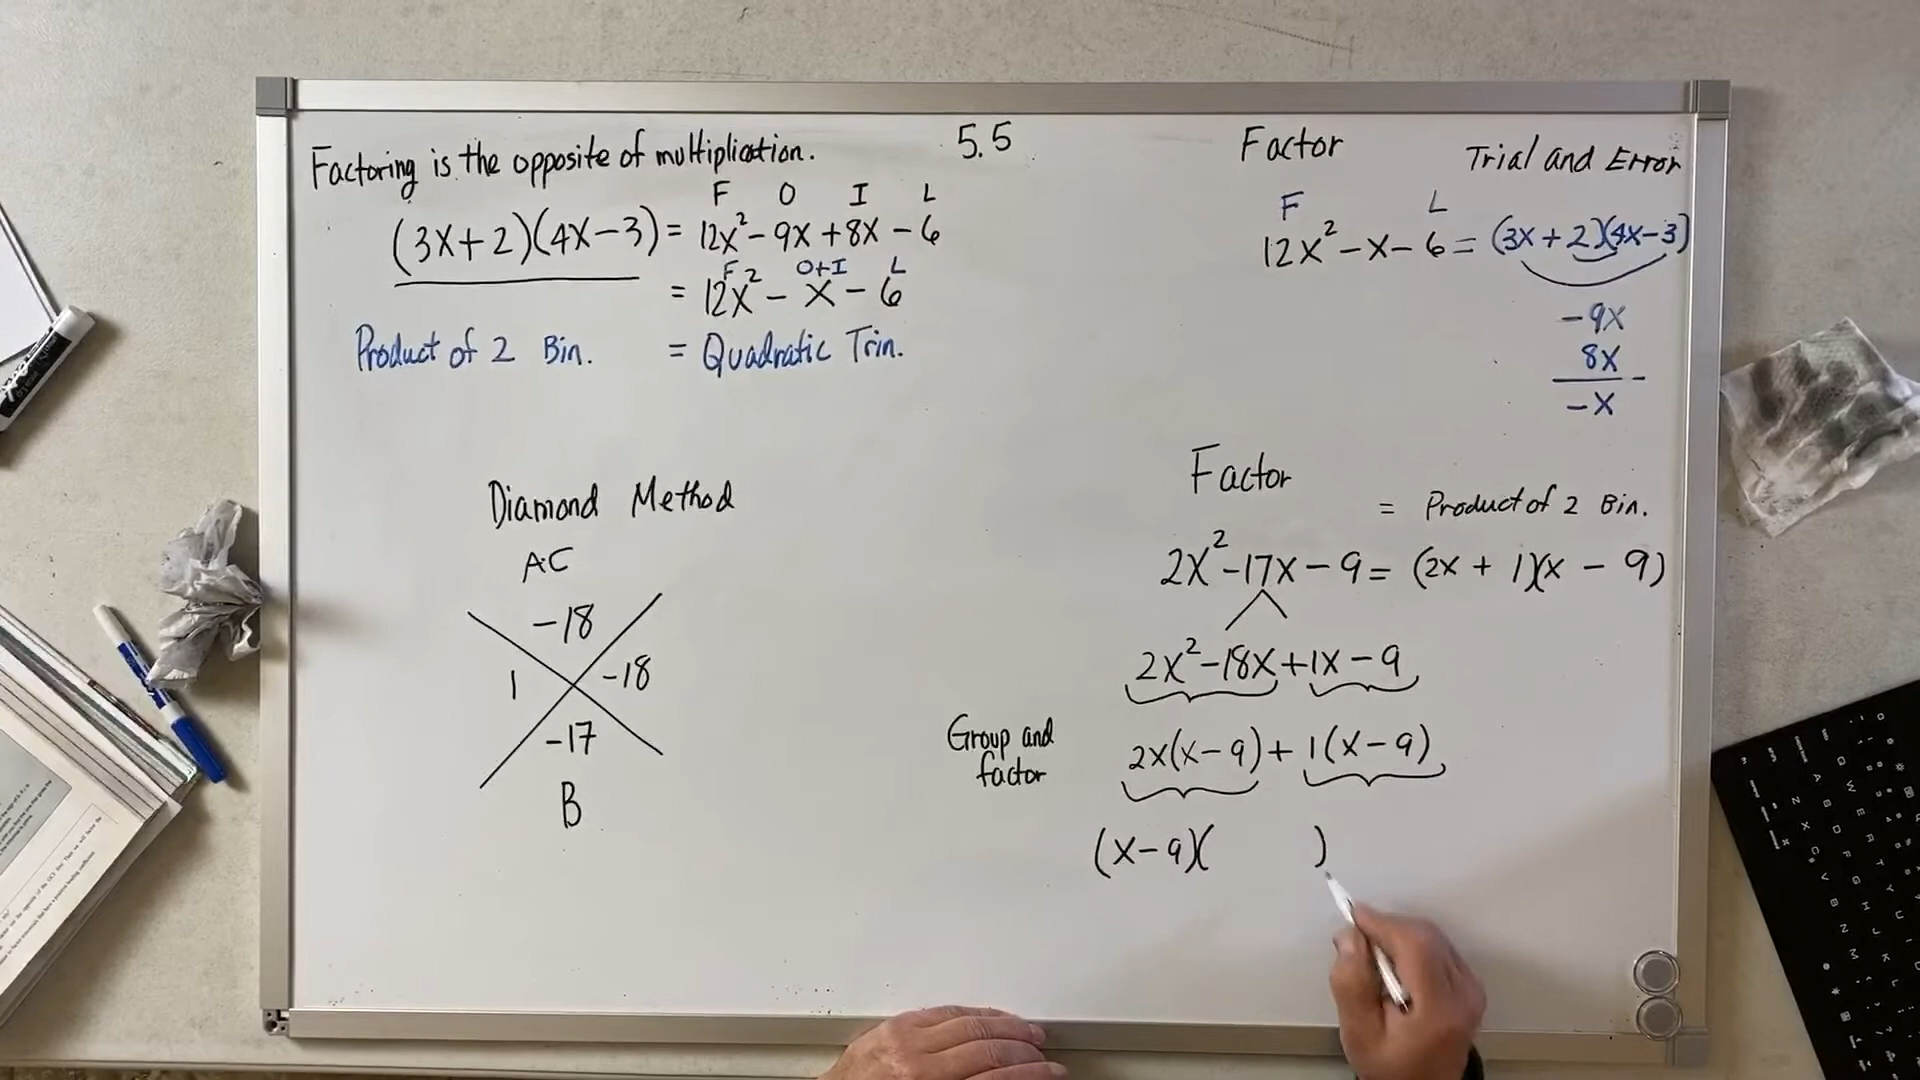 Factoring is the opposite of multiplication.
5.5
F O I L
(3x+2)(4x-3) = 12x² - 9x + 8x - 6
F O+I L
= 12x² - x - 6
Product of 2 Bin. = Quadratic Trin.
Factor
Trial and Error
F L
12x² - x - 6 = (3x+2)(4x-3)
-9x
8x
-x
Diamond Method
AC
-18
1 -18
-17
B
Factor
= Product of 2 Bin.
2x² - 17x - 9 = (2x + 1)(x - 9)
2x² - 18x + 1x - 9
Group and
factor
2x(x - 9) + 1(x - 9)
(x - 9)( )